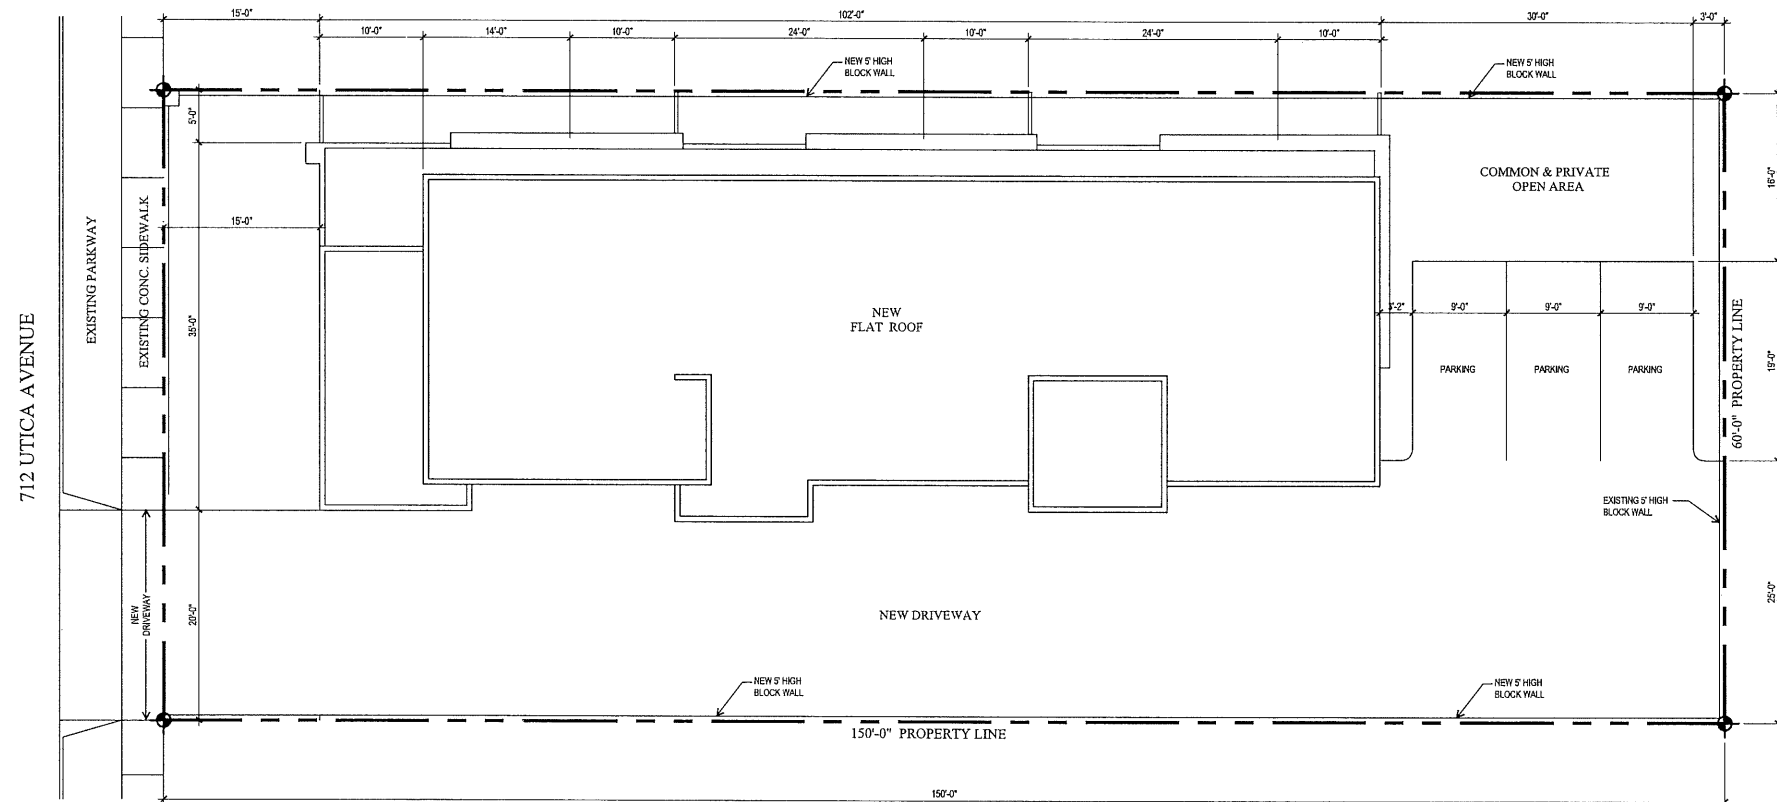 15'-0"
102'-0"
30'-0"
3'-0"
10'-0"
14'-0"
10'-0"
24'-0"
10'-0"
24'-0"
10'-0"
NEW 5' HIGH
BLOCK WALL
NEW 5' HIGH
BLOCK WALL
5'-0"
COMMON & PRIVATE
OPEN AREA
16'-0"
15'-0"
EXISTING PARKWAY
EXISTING CONC. SIDEWALK
712 UTICA AVENUE
35'-0"
NEW
FLAT ROOF
9'-0"
9'-0"
9'-0"
PARKING
PARKING
PARKING
19'-0"
60'-0" PROPERTY LINE
EXISTING 5' HIGH
BLOCK WALL
NEW
DRIVEWAY
20'-0"
NEW DRIVEWAY
25'-0"
NEW 5' HIGH
BLOCK WALL
NEW 5' HIGH
BLOCK WALL
150'-0" PROPERTY LINE
150'-0"